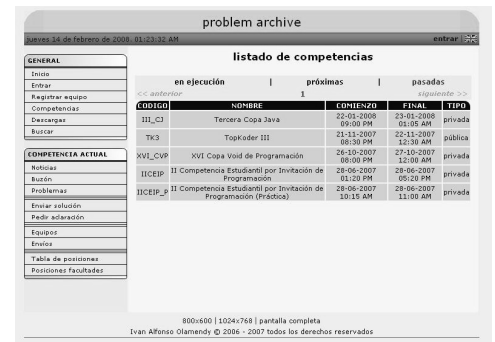 problem archive
jueves 14 de febrero de 2008, 01:23:32 AM
entrar
GENERAL
Inicio
Entrar
Registrar equipo
Competencias
Descargas
Buscar
COMPETENCIA ACTUAL
Noticias
Buzón
Problemas
Enviar solución
Pedir adaración
Equipos
Envíos
Tabla de posiciones
Posiciones facultades
listado de competencias
en ejecución | próximas | pasadas
<< anterior 1 siguiente >>
CODIGO NOMBRE COMIENZO FINAL TIPO
III_CJ Tercera Copa Java 22-01-2008 09:00 PM 23-01-2008 01:05 AM privada
TK3 TopKoder III 21-11-2007 08:30 PM 22-11-2007 12:30 AM pública
XVI_CVP XVI Copa Void de Programación 26-10-2007 08:00 PM 27-10-2007 12:00 AM privada
IICEIP II Competencia Estudiantil por Invitación de Programación 28-06-2007 01:20 PM 28-06-2007 05:20 PM privada
IICEIP_P II Competencia Estudiantil por Invitación de Programación (Práctica) 28-06-2007 10:15 AM 28-06-2007 11:00 AM privada
800x600 | 1024x768 | pantalla completa
Ivan Alfonso Olamendy @ 2006 - 2007 todos los derechos reservados